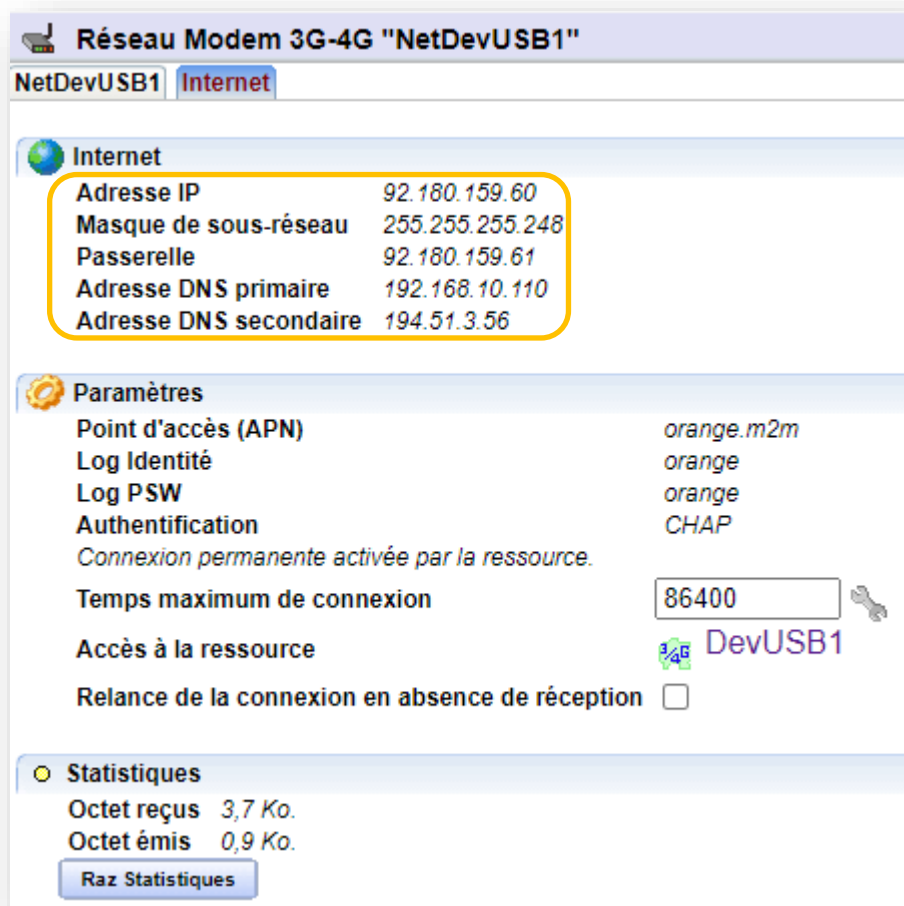 Réseau Modem 3G-4G "NetDevUSB1"
NetDevUSB1 Internet
Internet
Adresse IP 92.180.159.60
Masque de sous-réseau 255.255.255.248
Passerelle 92.180.159.61
Adresse DNS primaire 192.168.10.110
Adresse DNS secondaire 194.51.3.56
Paramètres
Point d'accès (APN) orange.m2m
Log Identité orange
Log PSW orange
Authentification CHAP
Connexion permanente activée par la ressource.
Temps maximum de connexion 86400
Accès à la ressource 3/4G DevUSB1
Relance de la connexion en absence de réception
Statistiques
Octet reçus 3,7 Ko.
Octet émis 0,9 Ko.
Raz Statistiques